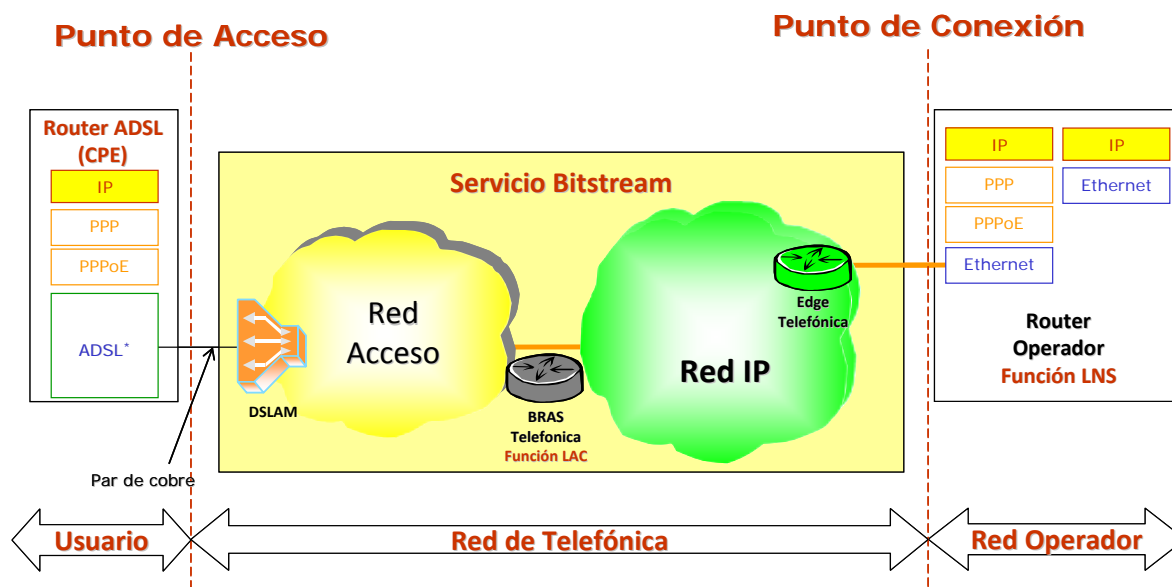 Punto de Acceso
Punto de Conexión
Router ADSL
(CPE)
IP
PPP
PPPoE
ADSL*
Par de cobre
Servicio Bitstream
Red
Acceso
DSLAM
BRAS
Telefonica
Función LAC
Red IP
Edge
Telefónica
IP
PPP
PPPoE
Ethernet
IP
Ethernet
Router
Operador
Función LNS
Usuario
Red de Telefónica
Red Operador